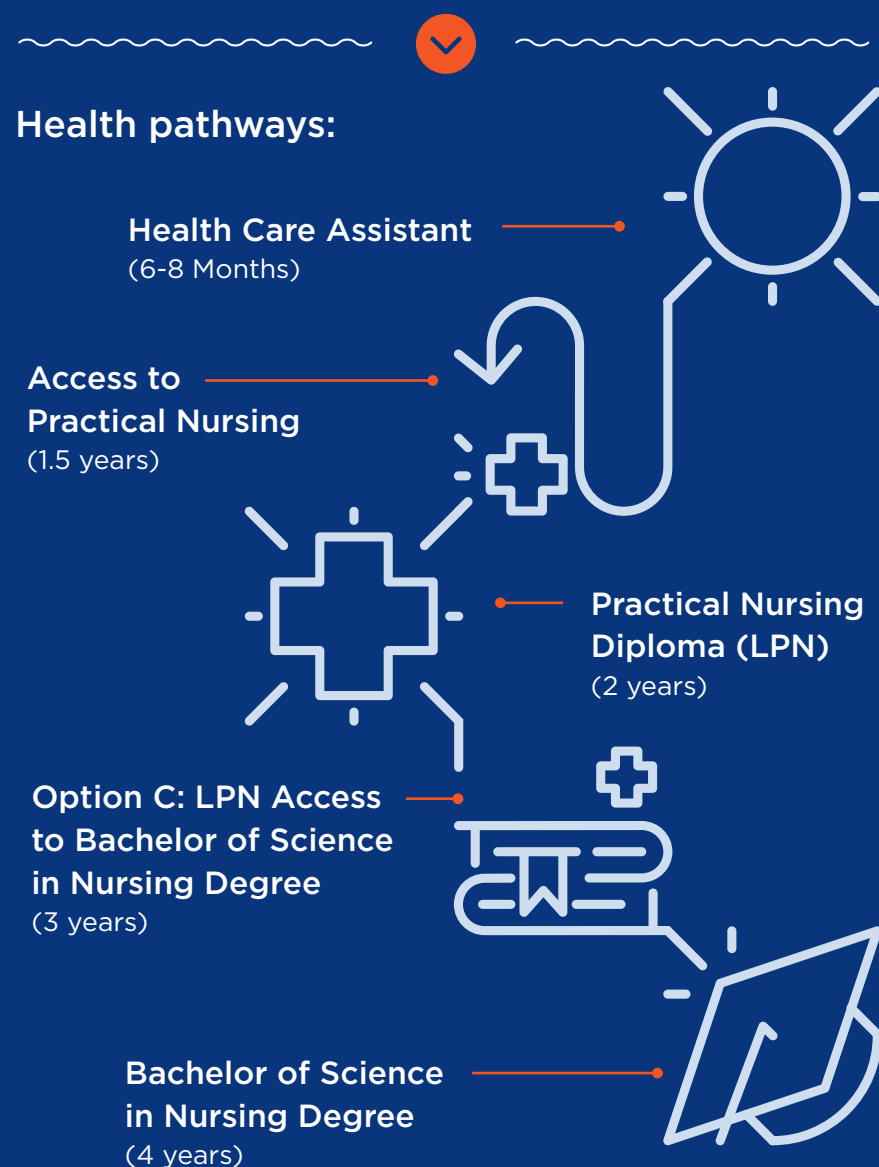 Health pathways:
Health Care Assistant
(6-8 Months)
Access to
Practical Nursing
(1.5 years)
Practical Nursing
Diploma (LPN)
(2 years)
Option C: LPN Access
to Bachelor of Science
in Nursing Degree
(3 years)
Bachelor of Science
in Nursing Degree
(4 years)